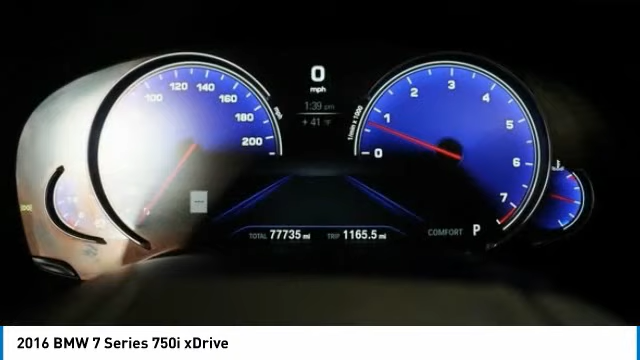 0
mph
1:39 pm
+ 41 °F
100 120 140 160 180 200
mph
1/min x 1000
0 1 2 3 4 5 6 7
TOTAL 77735 mi TRIP 1165.5 mi
COMFORT P
2016 BMW 7 Series 750i xDrive